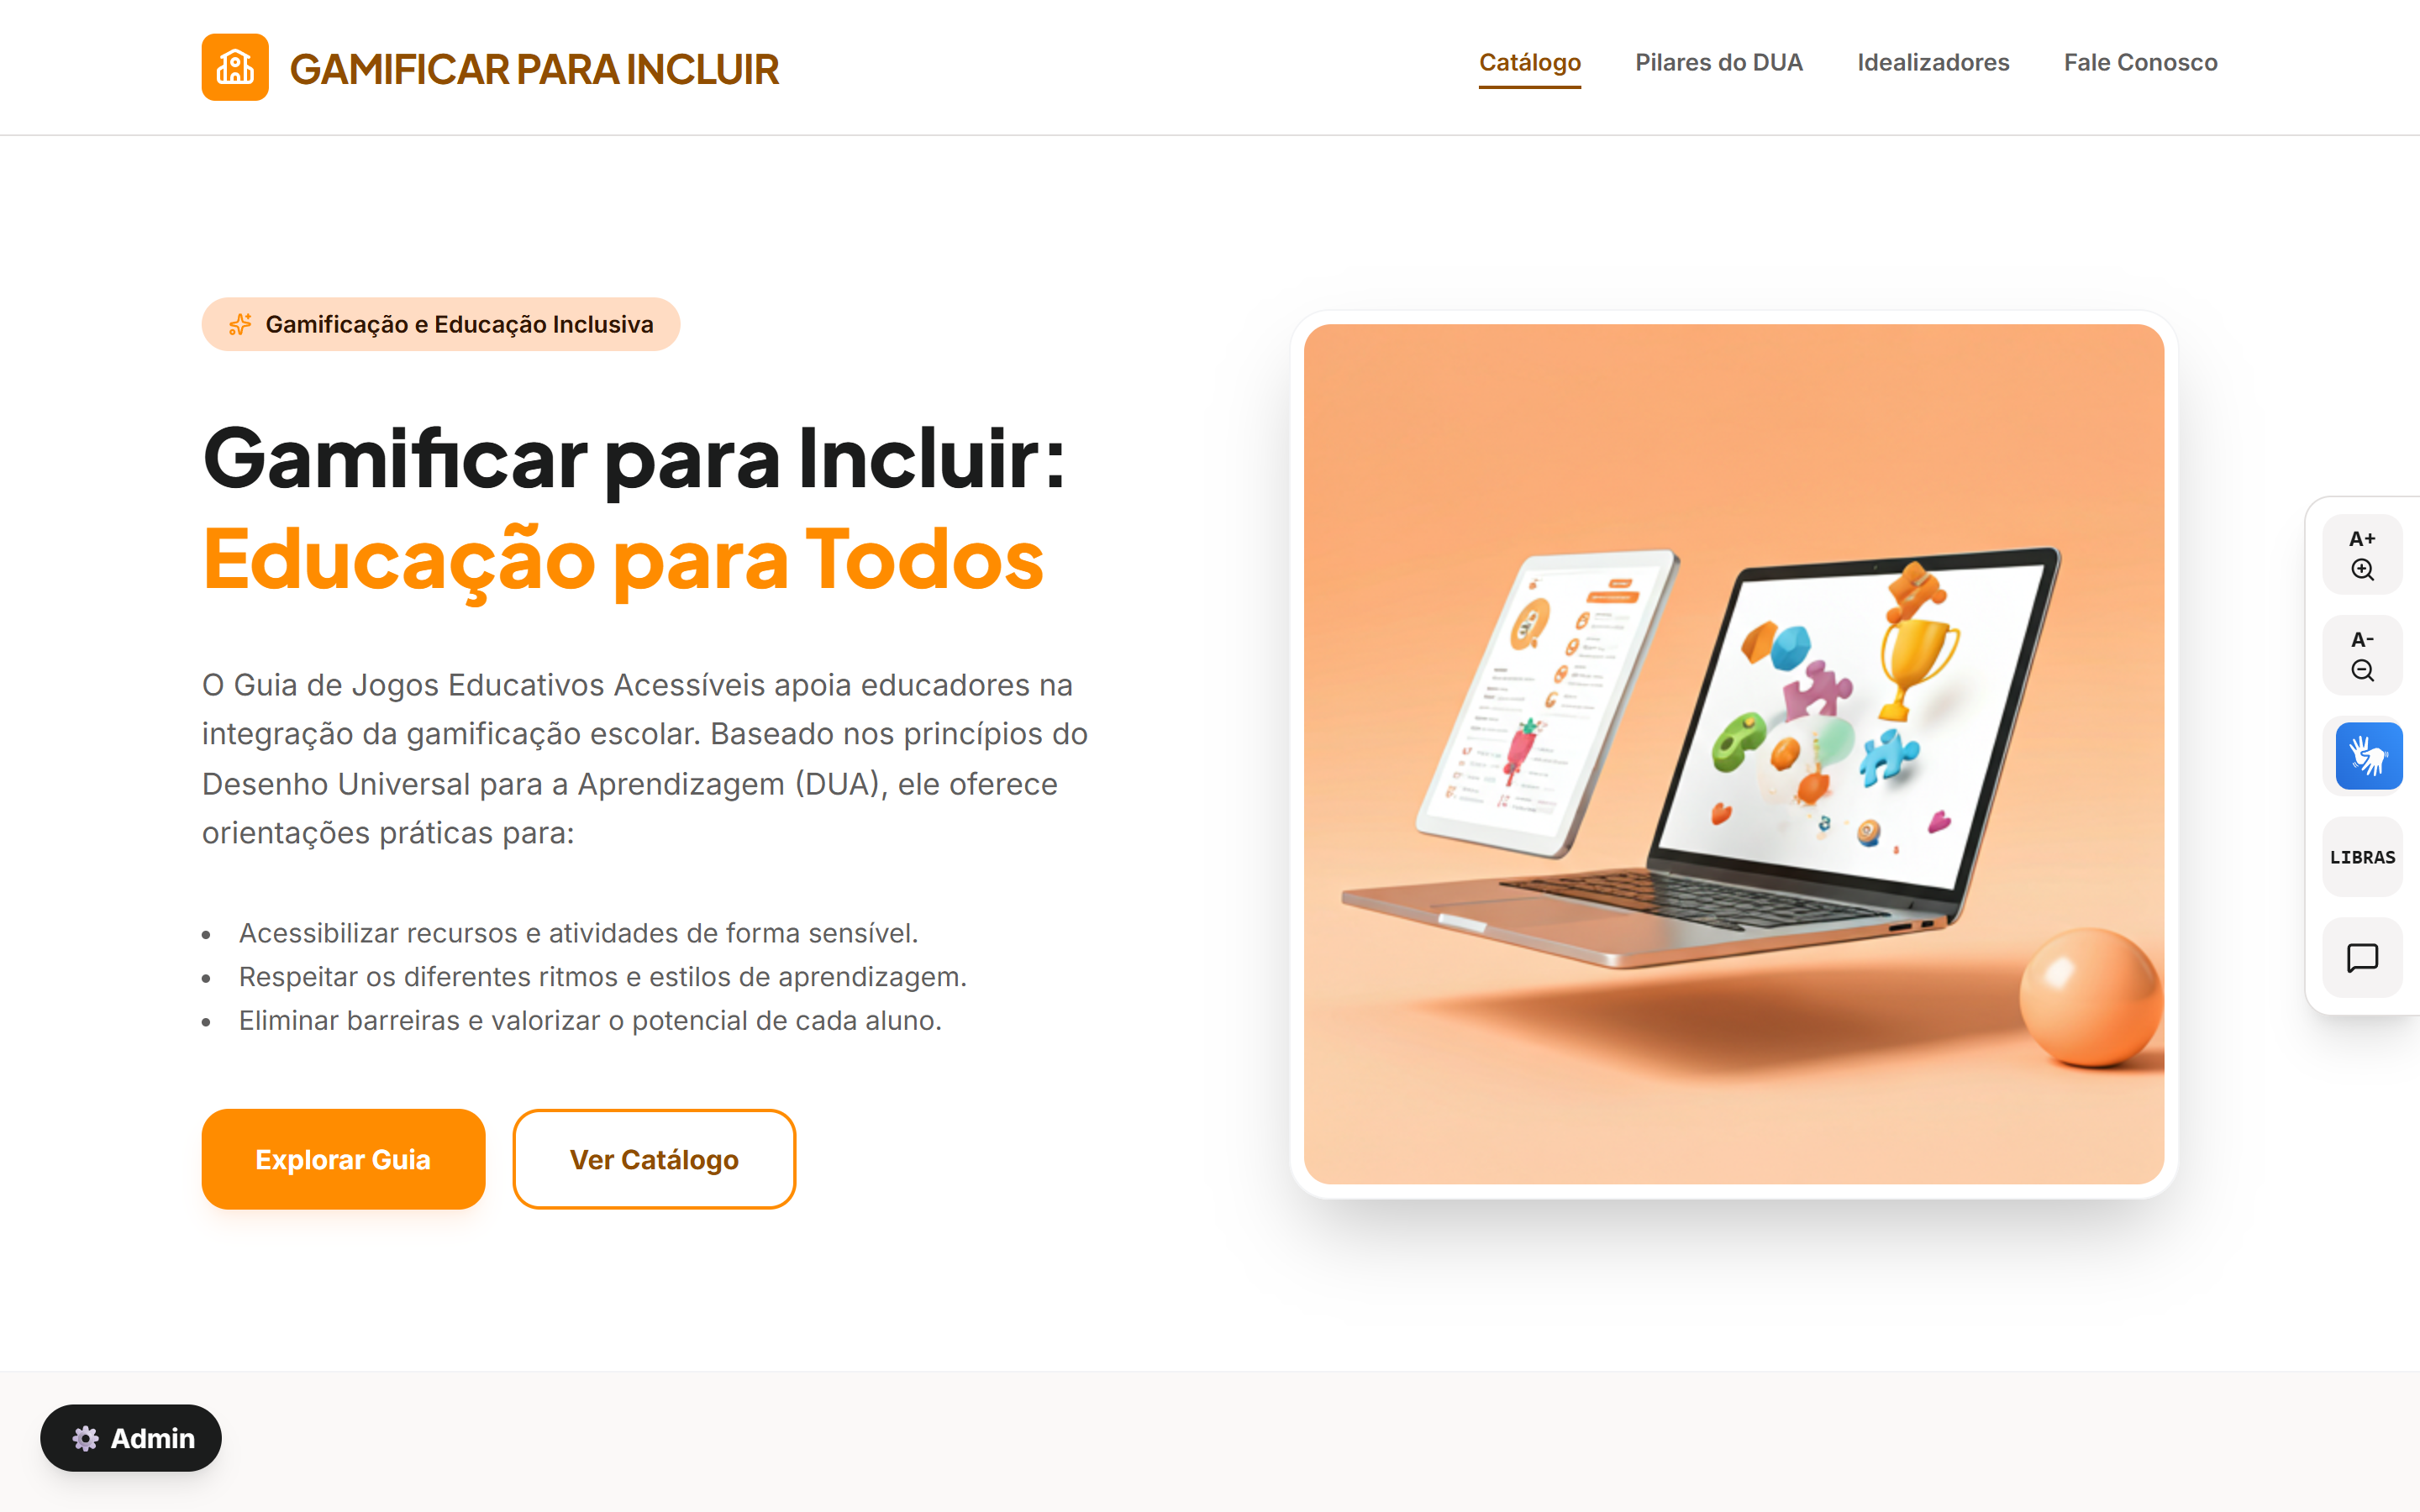 GAMIFICAR PARA INCLUIR
Catálogo
Pilares do DUA
Idealizadores
Fale Conosco
Gamificação e Educação Inclusiva
Gamificar para Incluir:
Educação para Todos
O Guia de Jogos Educativos Acessíveis apoia educadores na
integração da gamificação escolar. Baseado nos princípios do
Desenho Universal para a Aprendizagem (DUA), ele oferece
orientações práticas para:
• Acessibilizar recursos e atividades de forma sensível.
• Respeitar os diferentes ritmos e estilos de aprendizagem.
• Eliminar barreiras e valorizar o potencial de cada aluno.
Explorar Guia
Ver Catálogo
A+
A-
LIBRAS
Admin